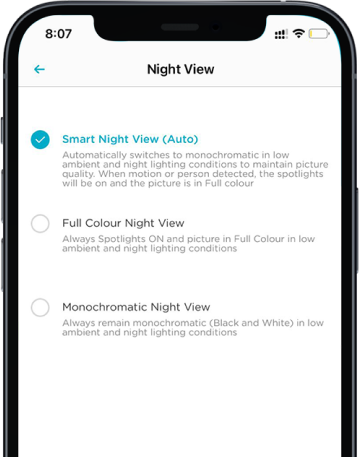 8:07
Night View
Smart Night View (Auto)
Automatically switches to monochromatic in low
ambient and night lighting conditions to maintain picture
quality. When motion or person detected, the spotlights
will be on and the picture is in Full colour
Full Colour Night View
Always Spotlights ON and picture in Full Colour in low
ambient and night lighting conditions
Monochromatic Night View
Always remain monochromatic (Black and White) in low
ambient and night lighting conditions